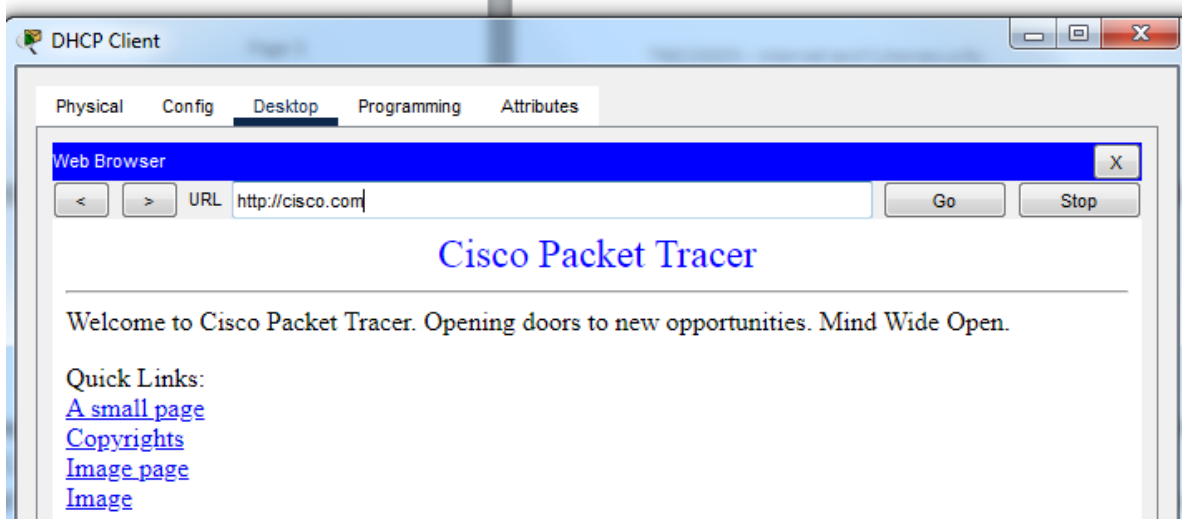 DHCP Client
Physical Config Desktop Programming Attributes
Web Browser X
< > URL http://cisco.com Go Stop
Cisco Packet Tracer
Welcome to Cisco Packet Tracer. Opening doors to new opportunities. Mind Wide Open.
Quick Links:
A small page
Copyrights
Image page
Image